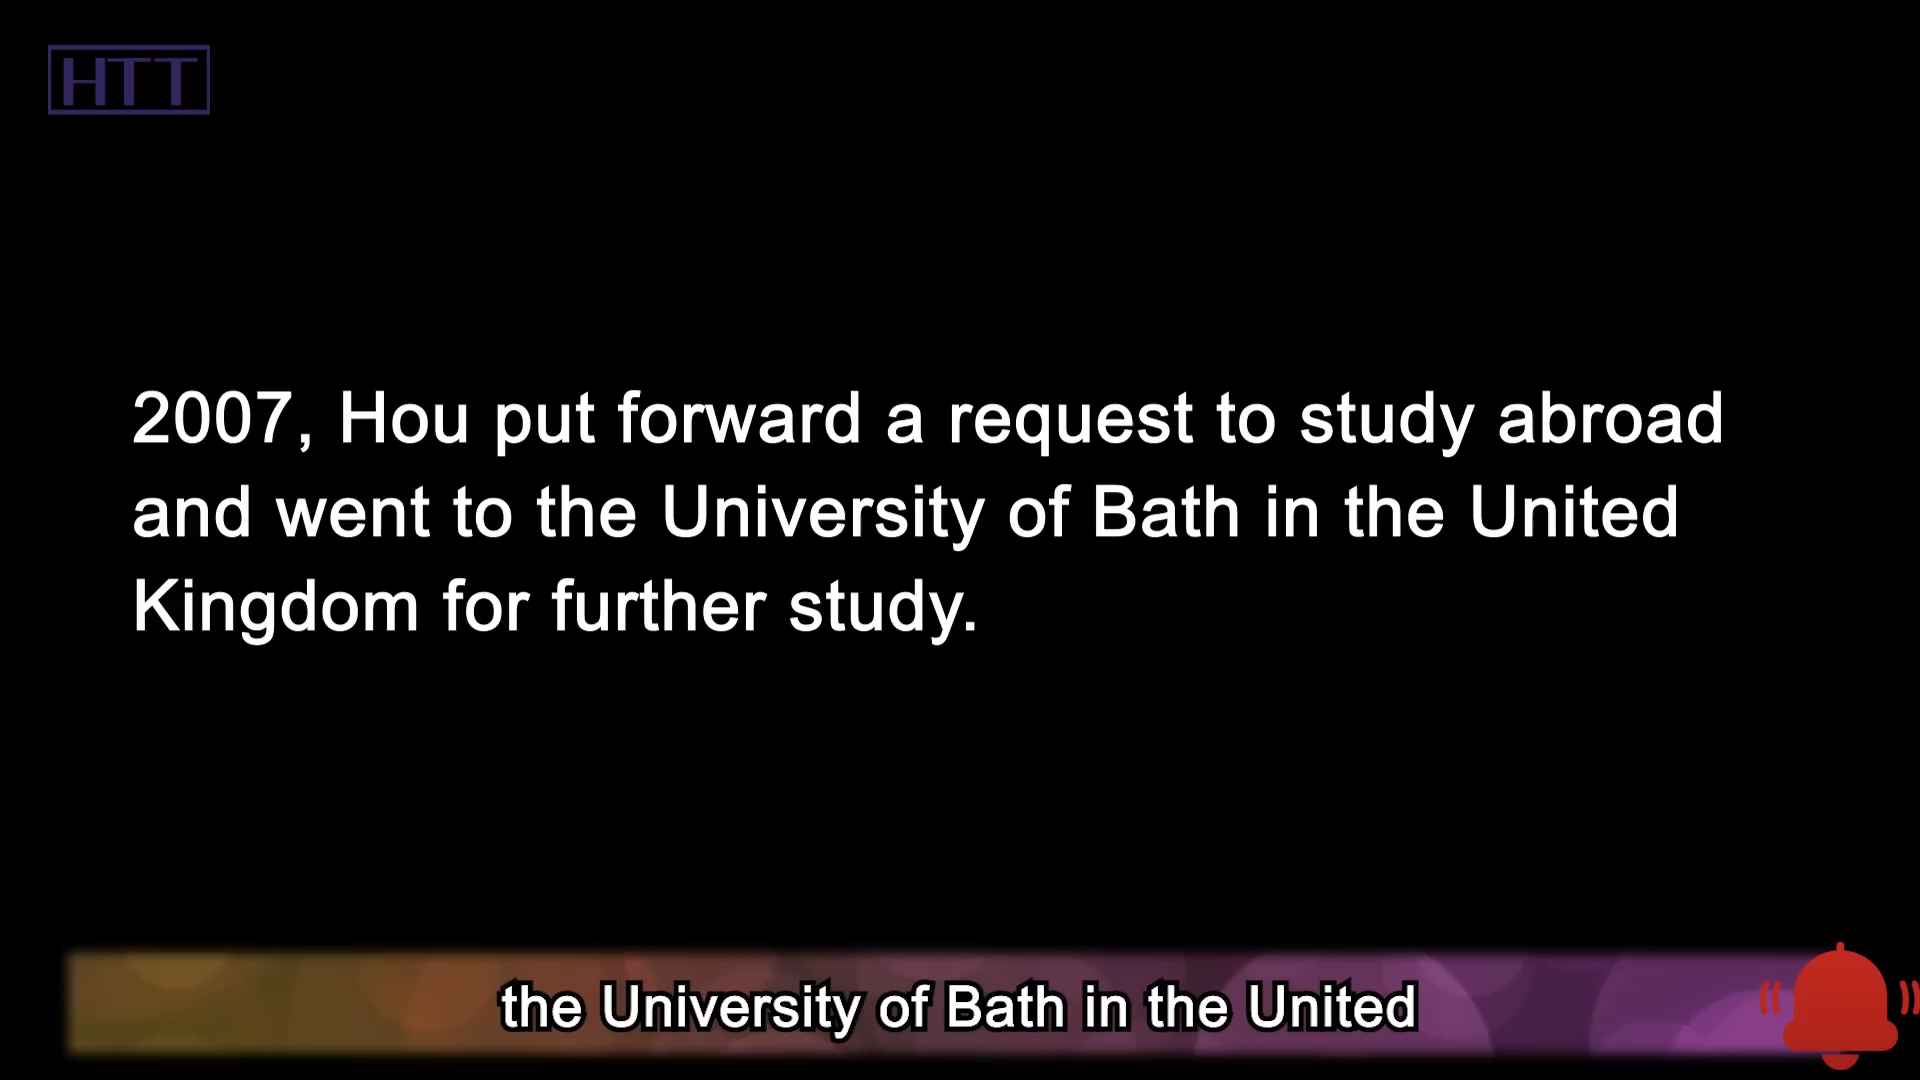 HTT
2007, Hou put forward a request to study abroad
and went to the University of Bath in the United
Kingdom for further study.
the University of Bath in the United